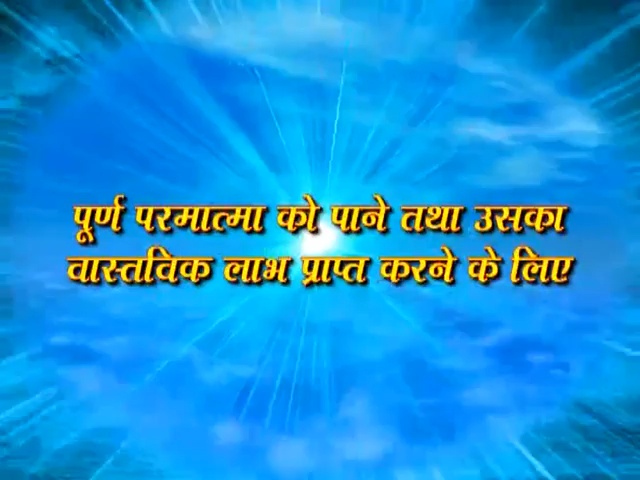 पूर्ण परमात्मा को पाने तथा उसका
वास्तविक लाभ प्राप्त करने के लिए